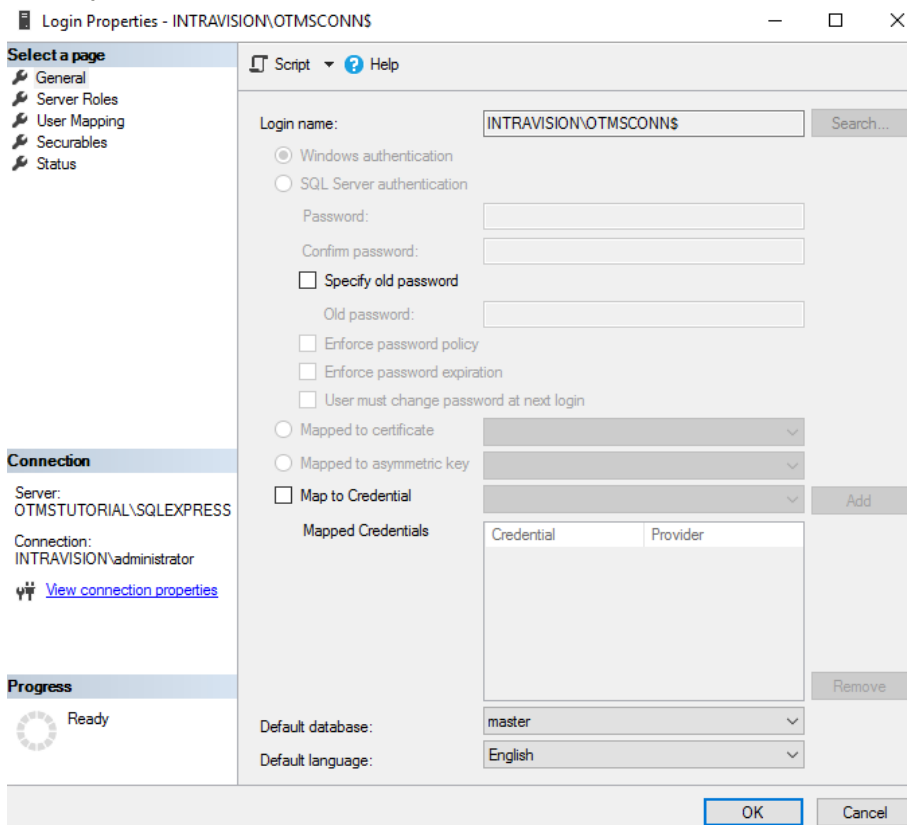 Login Properties - INTRAVISION\OTMSCONN$
Select a page
General
Server Roles
User Mapping
Securables
Status
Script
Help
Login name:
INTRAVISION\OTMSCONN$
Search...
Windows authentication
SQL Server authentication
Password:
Confirm password:
Specify old password
Old password:
Enforce password policy
Enforce password expiration
User must change password at next login
Mapped to certificate
Mapped to asymmetric key
Map to Credential
Add
Mapped Credentials
Credential Provider
Remove
Default database:
master
Default language:
English
Connection
Server:
OTMSTUTORIAL\SQLEXPRESS
Connection:
INTRAVISION\administrator
View connection properties
Progress
Ready
OK
Cancel